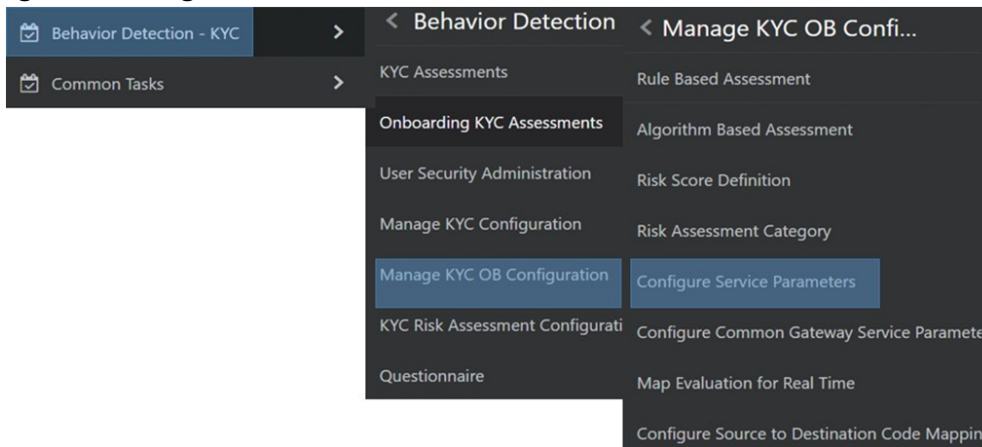 Behavior Detection - KYC
Common Tasks
Behavior Detection
KYC Assessments
Onboarding KYC Assessments
User Security Administration
Manage KYC Configuration
Manage KYC OB Configuration
KYC Risk Assessment Configurati
Questionnaire
Manage KYC OB Confi...
Rule Based Assessment
Algorithm Based Assessment
Risk Score Definition
Risk Assessment Category
Configure Service Parameters
Configure Common Gateway Service Paramete
Map Evaluation for Real Time
Configure Source to Destination Code Mappin